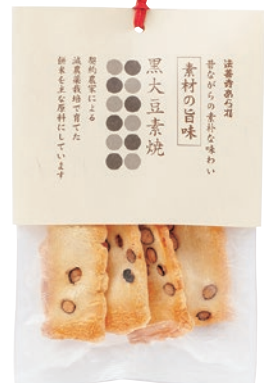 法善寺あられ
昔ながらの素朴な味わい
素材の旨味
黒大豆素焼
契約農家による
減農薬栽培で育てた
餅米を主な原料にしています